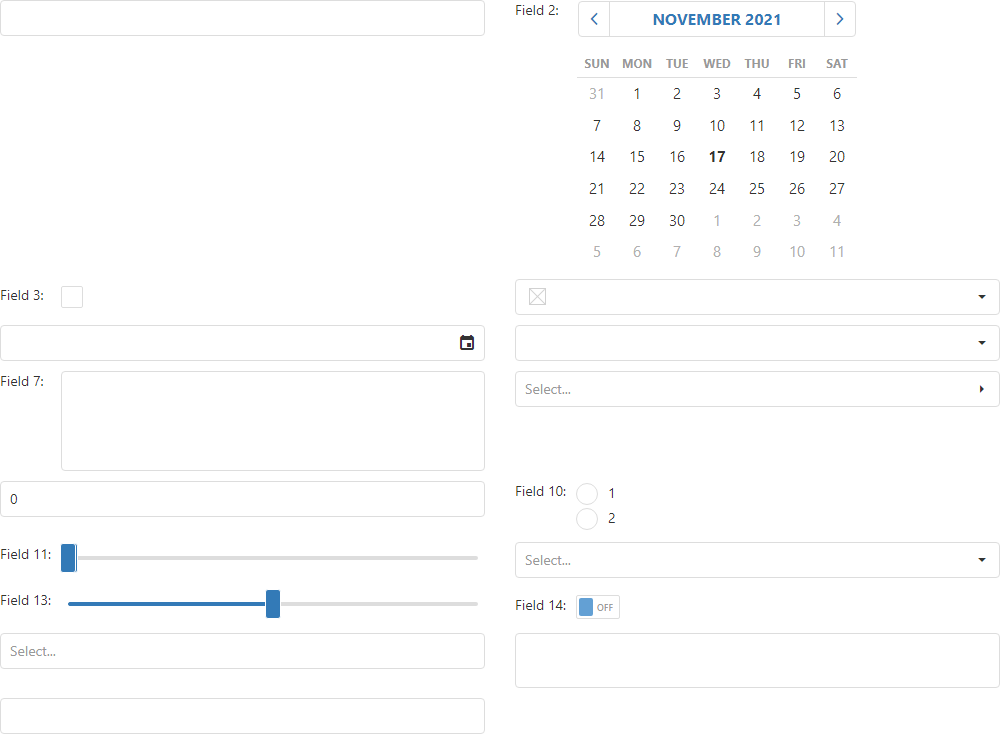 Field 2:
NOVEMBER 2021
SUN MON TUE WED THU FRI SAT
31 1 2 3 4 5 6
7 8 9 10 11 12 13
14 15 16 17 18 19 20
21 22 23 24 25 26 27
28 29 30 1 2 3 4
5 6 7 8 9 10 11
Field 3:
Field 7:
Select...
0
Field 10:
1
2
Field 11:
Select...
Field 13:
Field 14:
OFF
Select...